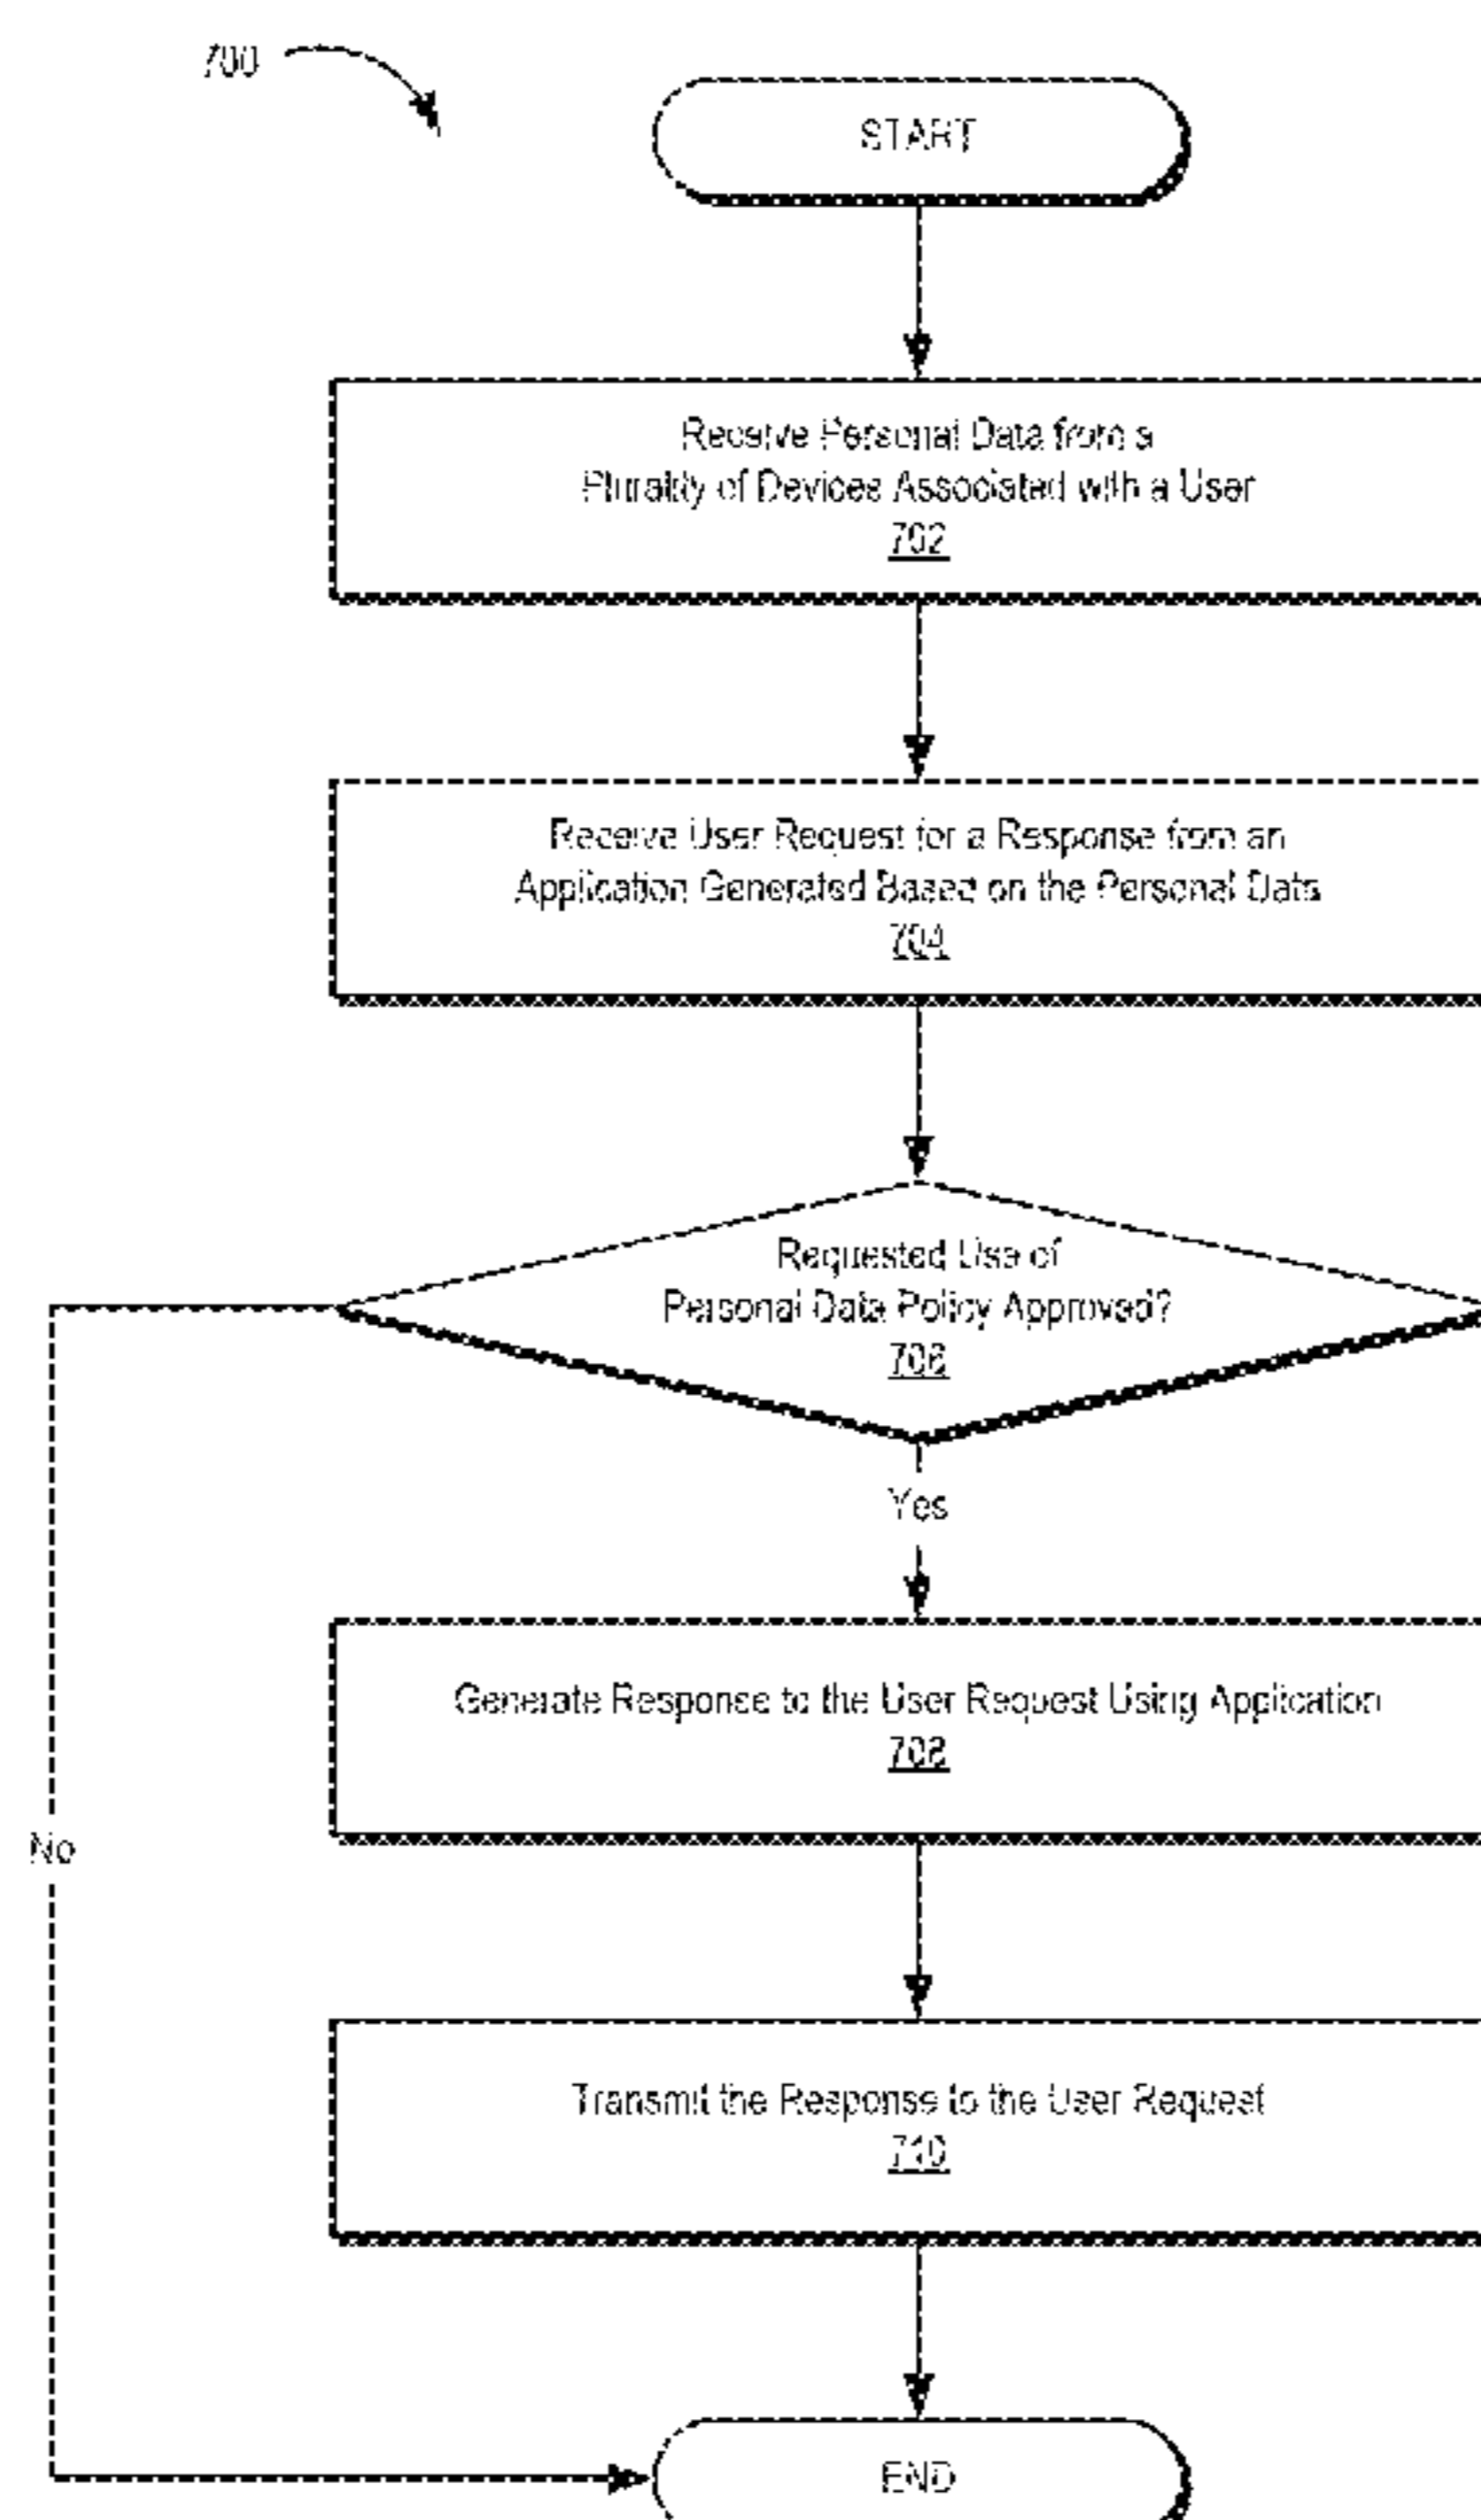 700
START
Receive Personal Data from a
Plurality of Devices Associated with a User
702
Receive User Request for a Response from an
Application Generated Based on the Personal Data
704
Requested Use of
Personal Data Policy Approved?
706
Yes
Generate Response to the User Request Using Application
708
No
Transmit the Response to the User Request
710
END